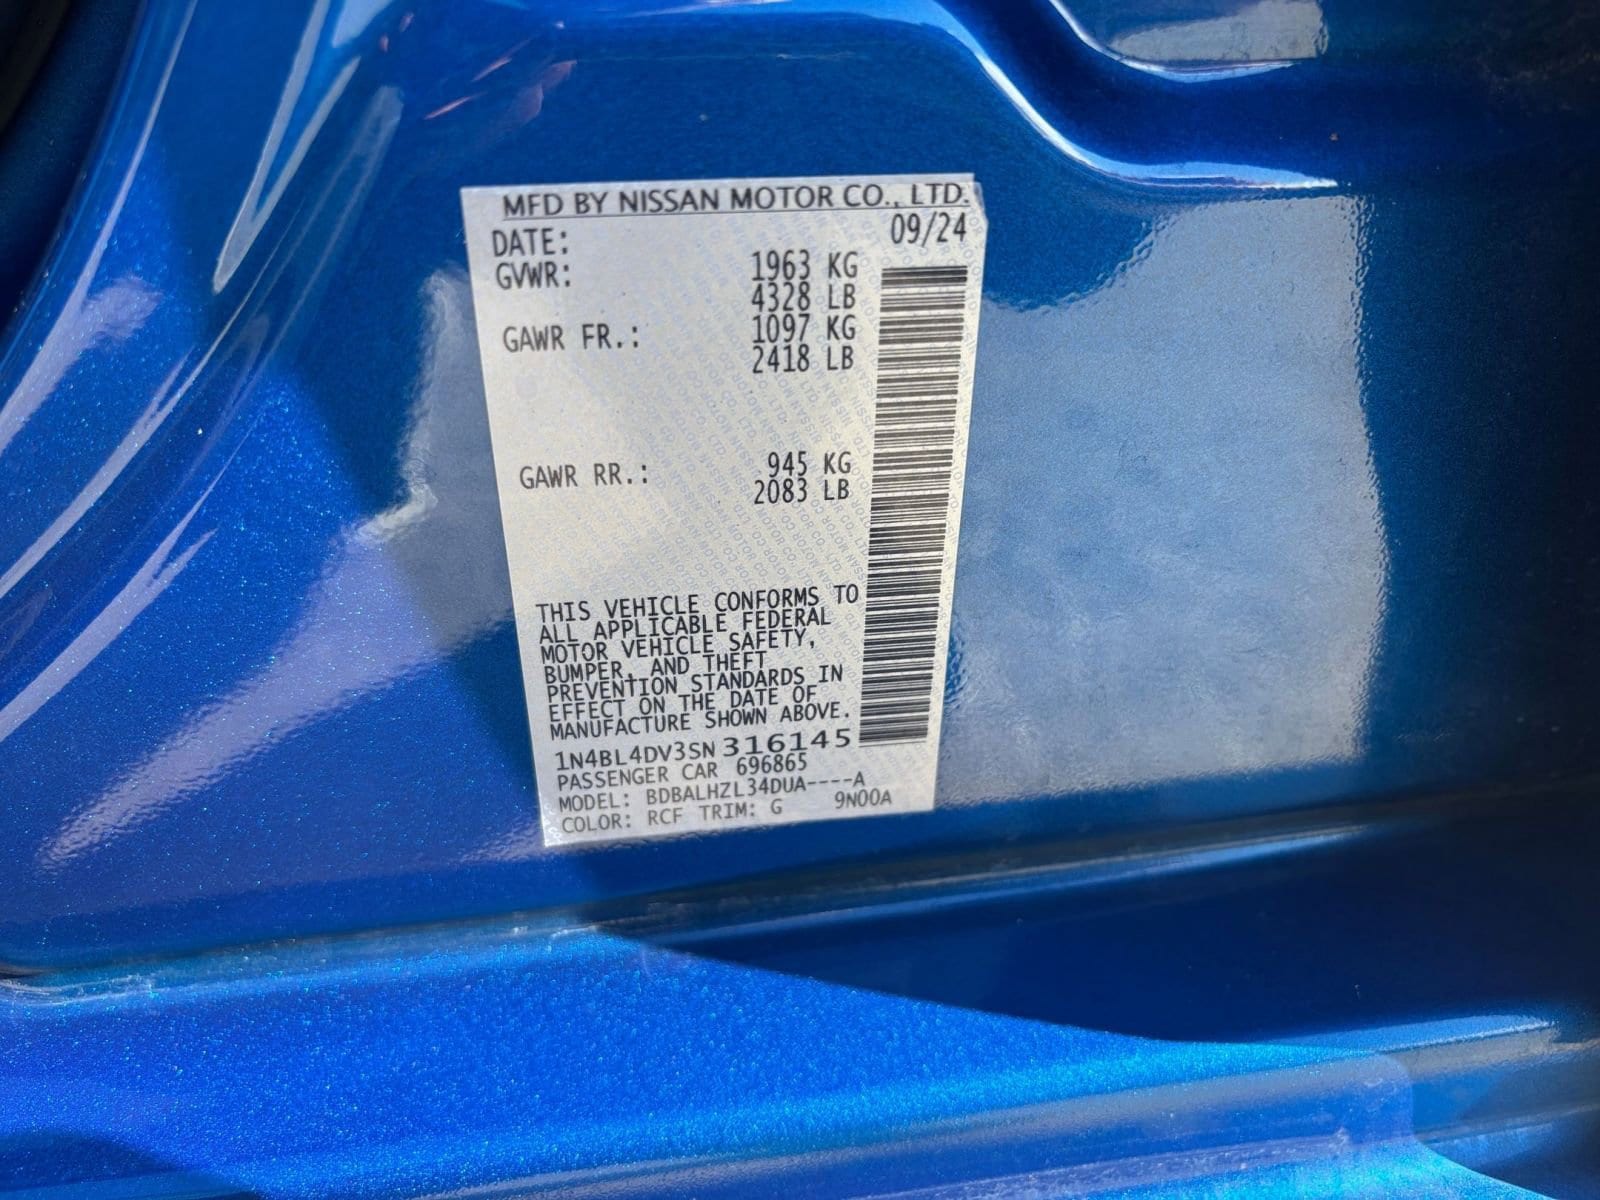 MFD BY NISSAN MOTOR CO., LTD.
DATE: 09/24
GVWR: 1963 KG
4328 LB
GAWR FR.: 1097 KG
2418 LB
GAWR RR.: 945 KG
2083 LB
THIS VEHICLE CONFORMS TO
ALL APPLICABLE FEDERAL
MOTOR VEHICLE SAFETY,
BUMPER, AND THEFT
PREVENTION STANDARDS IN
EFFECT ON THE DATE OF
MANUFACTURE SHOWN ABOVE.
1N4BL4DV3SN316145
PASSENGER CAR 696865
MODEL: BDBALHZL34DUA----A
COLOR: RCF TRIM: G 9N00A